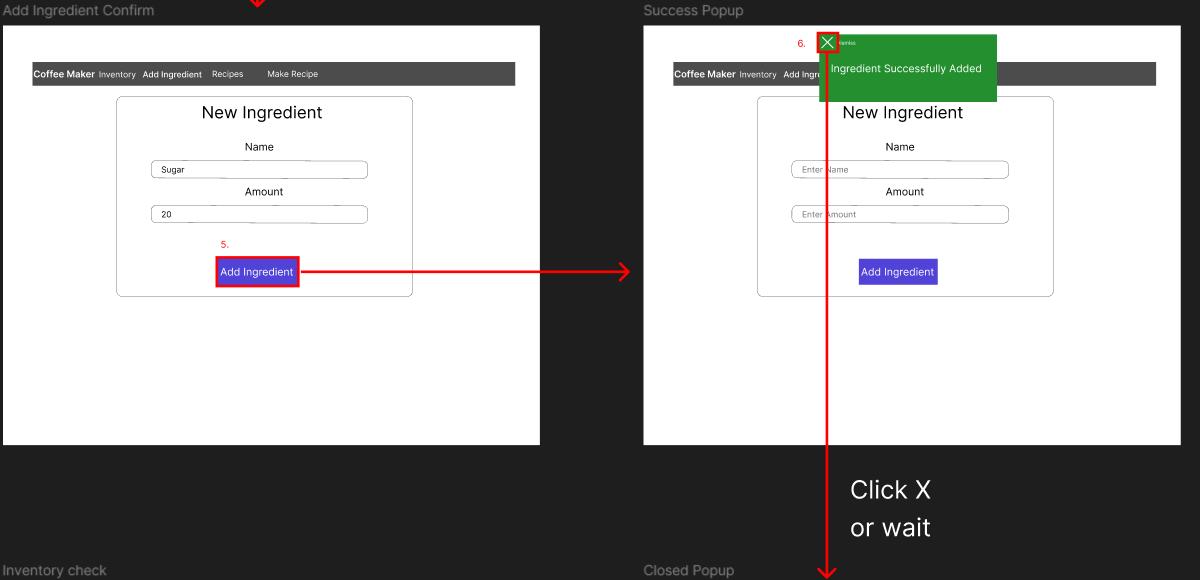 Add Ingredient Confirm
Coffee Maker Inventory Add Ingredient Recipes Make Recipe
New Ingredient
Name
Sugar
Amount
20
5.
Add Ingredient
Success Popup
6.
Dismiss
Ingredient Successfully Added
Coffee Maker Inventory Add Ingre
New Ingredient
Name
Enter Name
Amount
Enter Amount
Add Ingredient
Click X
or wait
Inventory check
Closed Popup